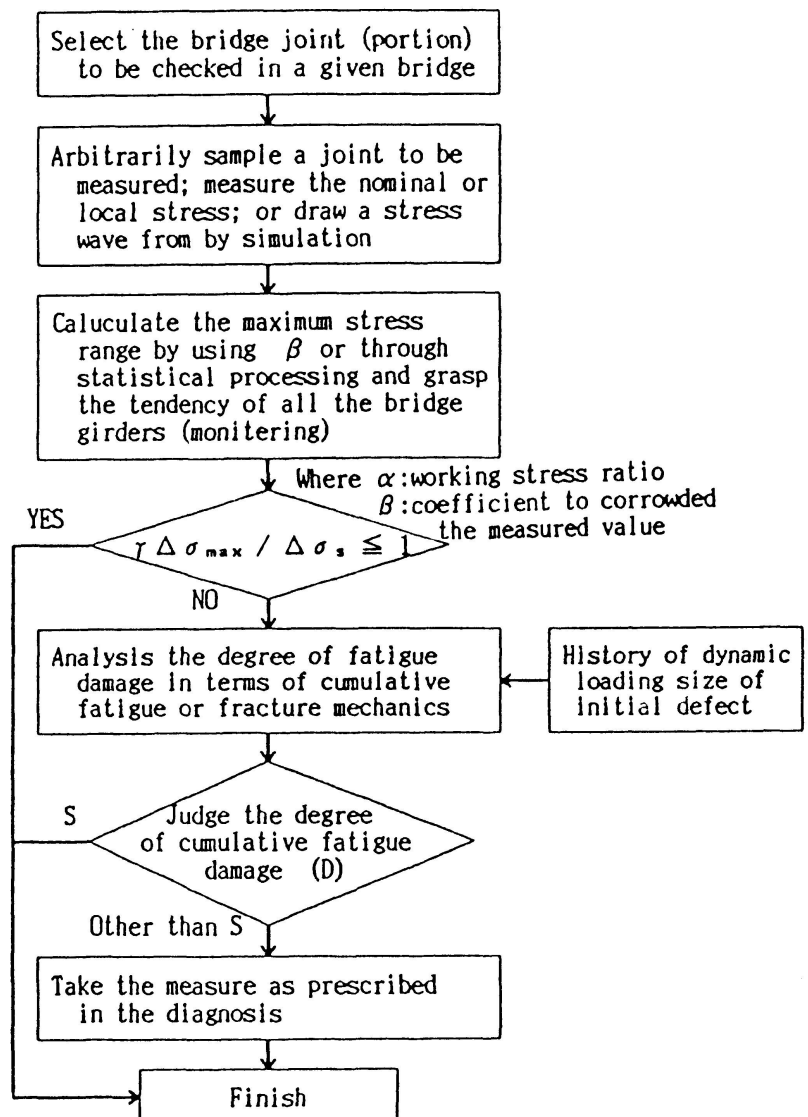 Select the bridge joint (portion)
to be checked in a given bridge
Arbitrarily sample a joint to be
measured; measure the nominal or
local stress; or draw a stress
wave from by simulation
Caluculate the maximum stress
range by using β or through
statistical processing and grasp
the tendency of all the bridge
girders (monitering)
Where α:working stress ratio
β:coefficient to corrowded
the measured value
YES
γ Δ σ max / Δ σ s ≦ 1
NO
Analysis the degree of fatigue
damage in terms of cumulative
fatigue or fracture mechanics
History of dynamic
loading size of
initial defect
S
Judge the degree
of cumulative fatigue
damage (D)
Other than S
Take the measure as prescribed
in the diagnosis
Finish